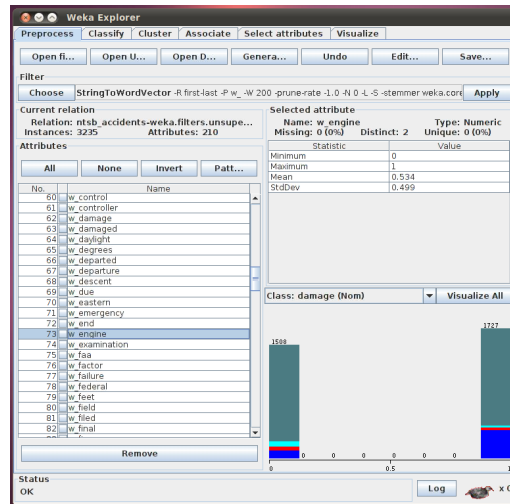 Weka Explorer
Preprocess Classify Cluster Associate Select attributes Visualize
Open fi... Open U... Open D... Genera... Undo Edit... Save...
Filter
Choose StringToWordVector -R first-last -P w_ -W 200 -prune-rate -1.0 -N 0 -L -S -stemmer weka.core Apply
Current relation
Relation: ntsb_accidents-weka.filters.unsupe...
Instances: 3235 Attributes: 210
Attributes
All None Invert Patt...
No. Name
60 w_control
61 w_controller
62 w_damage
63 w_damaged
64 w_daylight
65 w_degrees
66 w_departed
67 w_departure
68 w_descent
69 w_due
70 w_eastern
71 w_emergency
72 w_end
73 w_engine
74 w_examination
75 w_faa
76 w_factor
77 w_failure
78 w_federal
79 w_feet
80 w_field
81 w_filed
82 w_final
Remove
Selected attribute
Name: w_engine Type: Numeric
Missing: 0 (0%) Distinct: 2 Unique: 0 (0%)
Statistic Value
Minimum 0
Maximum 1
Mean 0.534
StdDev 0.499
Class: damage (Nom) Visualize All
1508 0 0 0 0 0 0 1727
0 0.5 1
Status
OK Log x 0